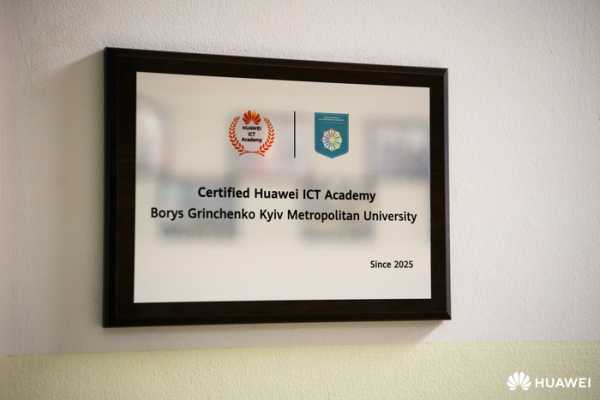 HUAWEI
ICT
Academy
Certified Huawei ICT Academy
Borys Grinchenko Kyiv Metropolitan University
Since 2025
HUAWEI